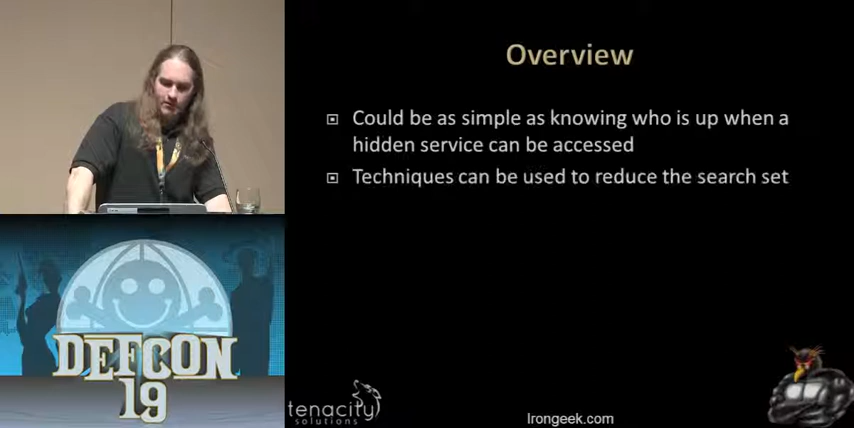 Overview
Could be as simple as knowing who is up when a
hidden service can be accessed
Techniques can be used to reduce the search set
DEFCON
19
tenacity
solutions
Irongeek.com